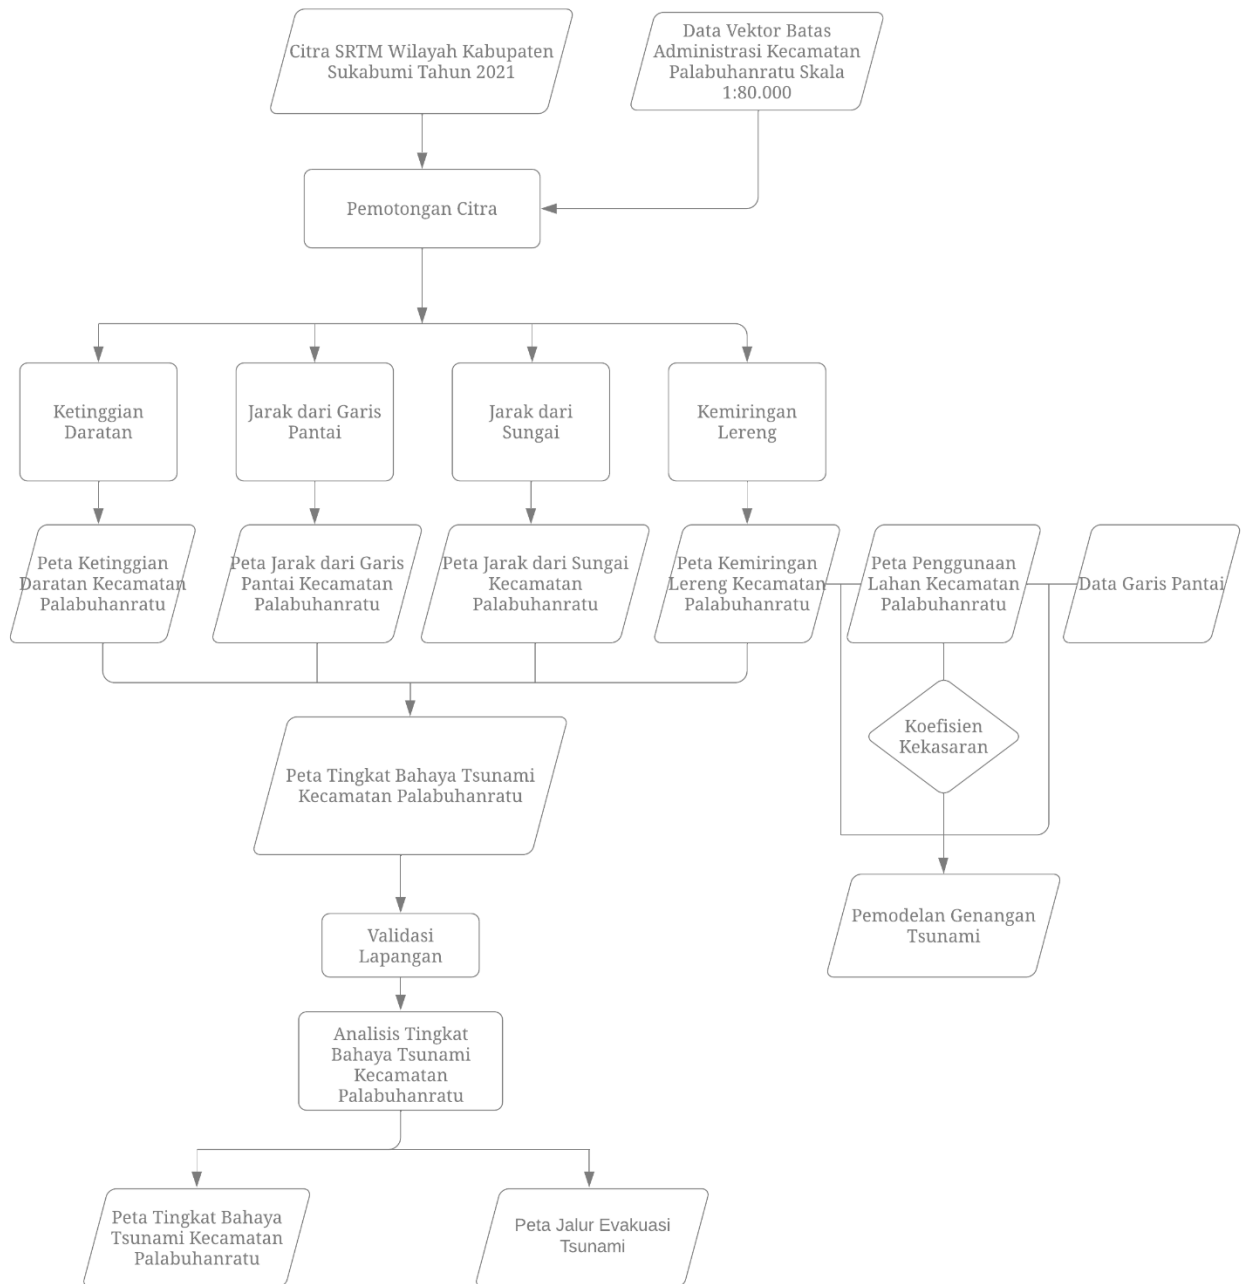 Citra SRTM Wilayah Kabupaten
Sukabumi Tahun 2021
Data Vektor Batas
Administrasi Kecamatan
Palabuhanratu Skala
1:80.000
Pemotongan Citra
Ketinggian
Daratan
Jarak dari Garis
Pantai
Jarak dari
Sungai
Kemiringan
Lereng
Peta Ketinggian
Daratan Kecamatan
Palabuhanratu
Peta Jarak dari Garis
Pantai Kecamatan
Palabuhanratu
Peta Jarak dari Sungai
Kecamatan
Palabuhanratu
Peta Kemiringan
Lereng Kecamatan
Palabuhanratu
Peta Penggunaan
Lahan Kecamatan
Palabuhanratu
Data Garis Pantai
Koefisien
Kekasaran
Peta Tingkat Bahaya Tsunami
Kecamatan Palabuhanratu
Pemodelan Genangan
Tsunami
Validasi
Lapangan
Analisis Tingkat
Bahaya Tsunami
Kecamatan
Palabuhanratu
Peta Tingkat Bahaya
Tsunami Kecamatan
Palabuhanratu
Peta Jalur Evakuasi
Tsunami